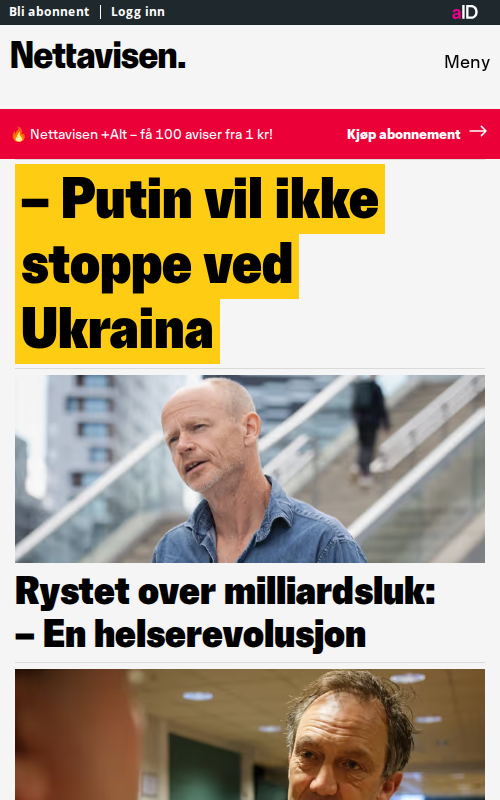 Bli abonnent | Logg inn
aID
Nettavisen.
Meny
🔥 Nettavisen +Alt – få 100 aviser fra 1 kr!
Kjøp abonnement →
– Putin vil ikke
stoppe ved
Ukraina
Rystet over milliardsluk:
– En helserevolusjon